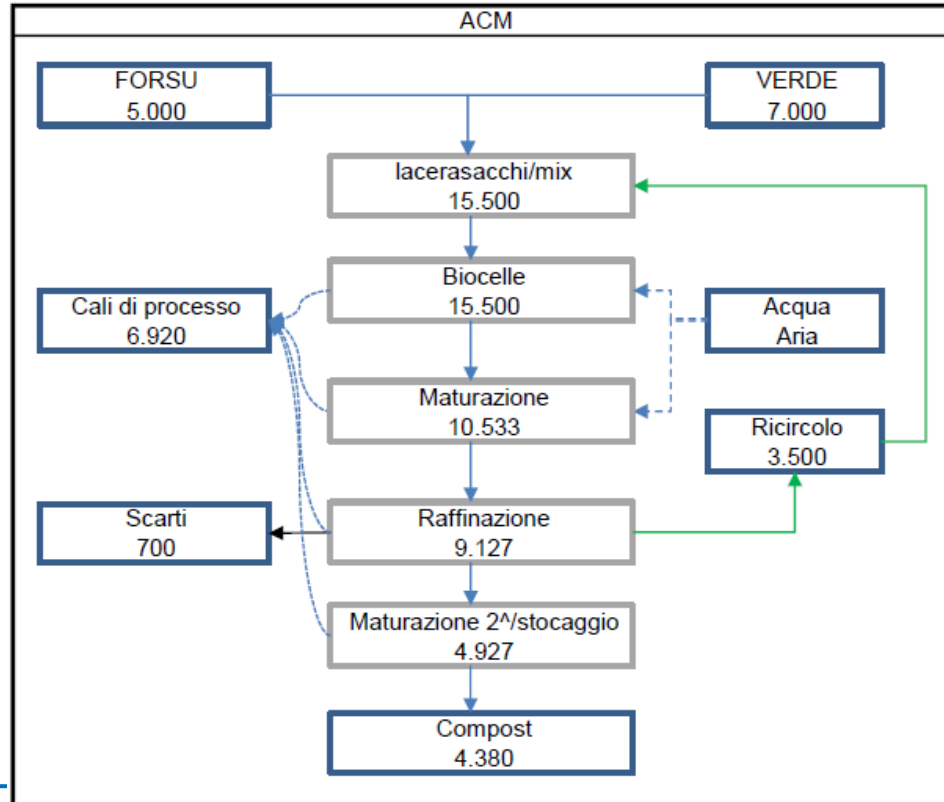 ACM
FORSU
5.000
VERDE
7.000
lacerasacchi/mix
15.500
Biocelle
15.500
Cali di processo
6.920
Acqua
Aria
Maturazione
10.533
Ricircolo
3.500
Scarti
700
Raffinazione
9.127
Maturazione 2^/stocaggio
4.927
Compost
4.380